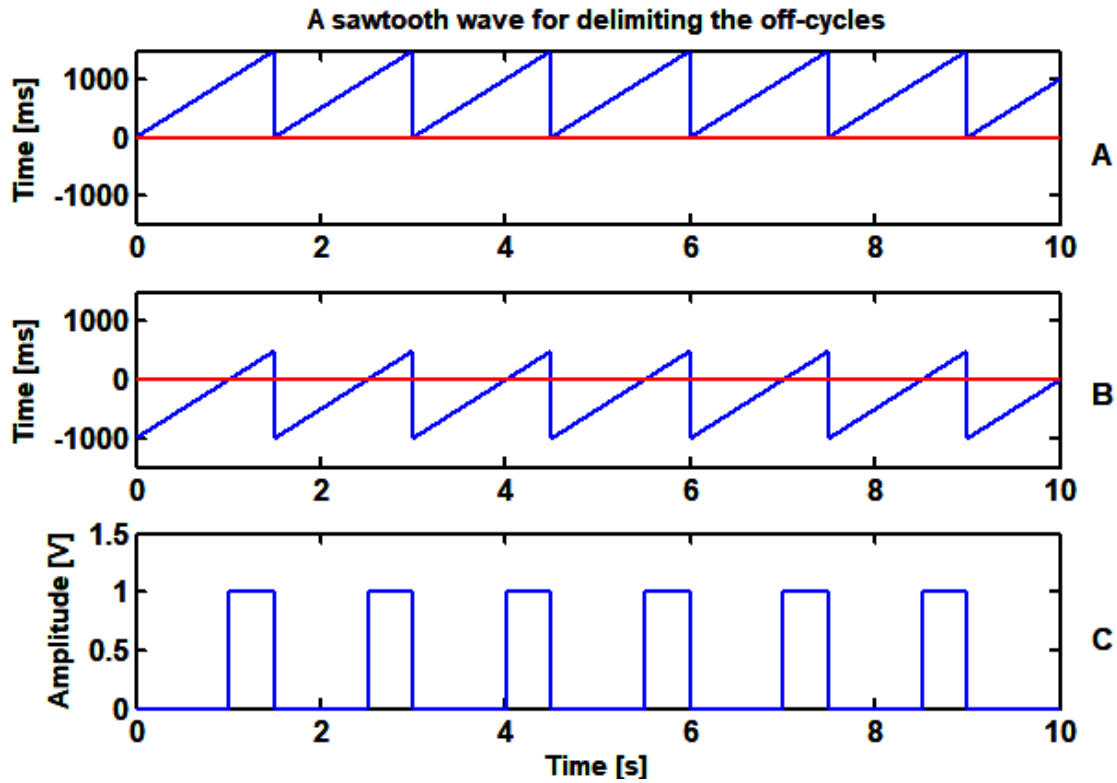 A sawtooth wave for delimiting the off-cycles
Time [ms]
1000
0
-1000
0 2 4 6 8 10
A
Time [ms]
1000
0
-1000
0 2 4 6 8 10
B
Amplitude [V]
1.5
1
0.5
0
0 2 4 6 8 10
C
Time [s]